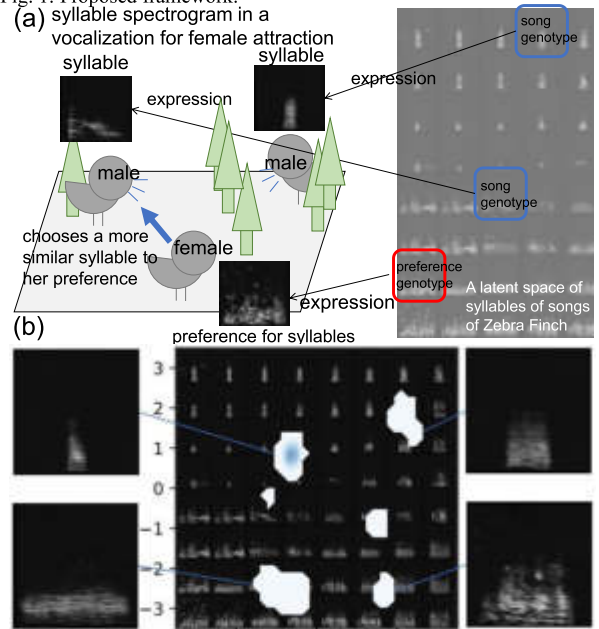 Fig. 1. Proposed framework.
(a) syllable spectrogram in a
vocalization for female attraction
syllable
syllable
song
genotype
expression
expression
male
male
song
genotype
chooses a more
similar syllable to
her preference
female
preference
genotype
expression
A latent space of
syllables of songs
of Zebra Finch
preference for syllables
(b)
3
2
1
0
−1
−2
−3